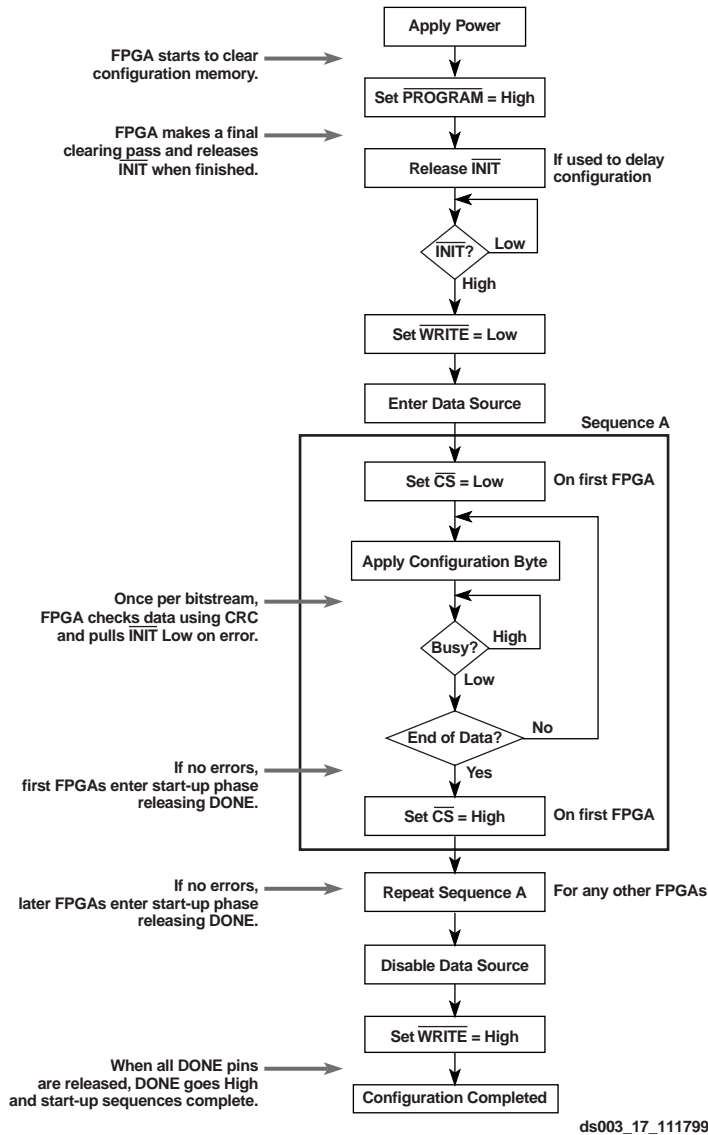 Apply Power
FPGA starts to clear
configuration memory.
Set PROGRAM = High
FPGA makes a final
clearing pass and releases
INIT when finished.
Release INIT
If used to delay
configuration
INIT?
Low
High
Set WRITE = Low
Enter Data Source
Sequence A
Set CS = Low
On first FPGA
Apply Configuration Byte
Once per bitstream,
FPGA checks data using CRC
and pulls INIT Low on error.
Busy?
High
Low
End of Data?
No
Yes
If no errors,
first FPGAs enter start-up phase
releasing DONE.
Set CS = High
On first FPGA
If no errors,
later FPGAs enter start-up phase
releasing DONE.
Repeat Sequence A
For any other FPGAs
Disable Data Source
Set WRITE = High
When all DONE pins
are released, DONE goes High
and start-up sequences complete.
Configuration Completed
ds003_17_111799